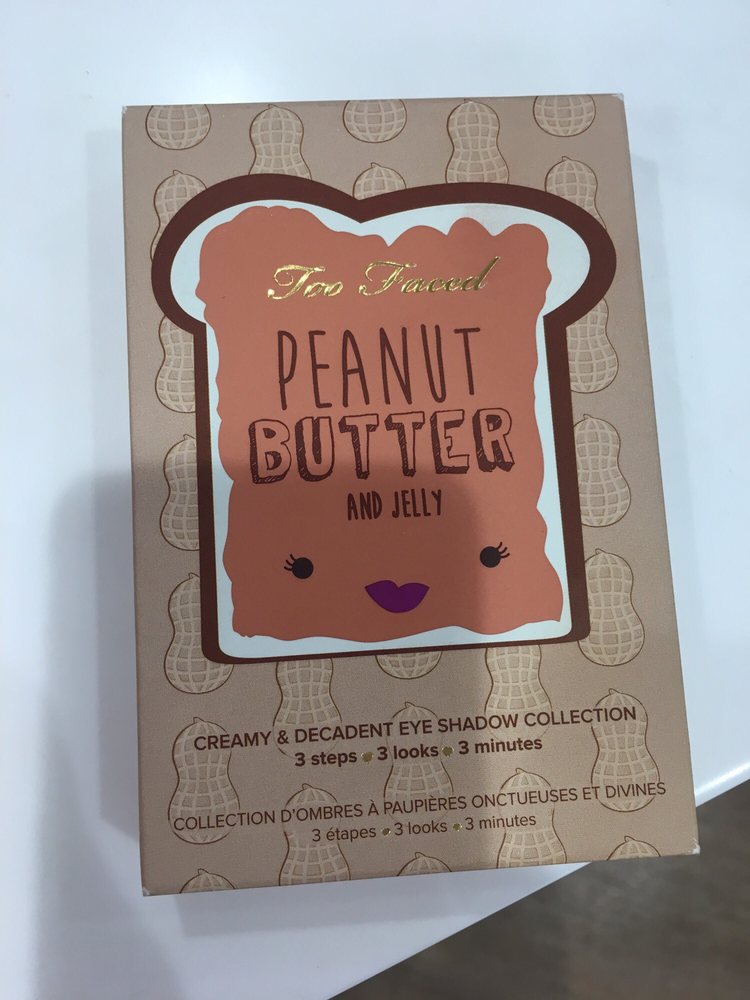 Too Faced
PEANUT
BUTTER
AND JELLY
CREAMY & DECADENT EYE SHADOW COLLECTION
3 steps • 3 looks • 3 minutes
COLLECTION D'OMBRES À PAUPIÈRES ONCTUEUSES ET DIVINES
3 étapes • 3 looks • 3 minutes